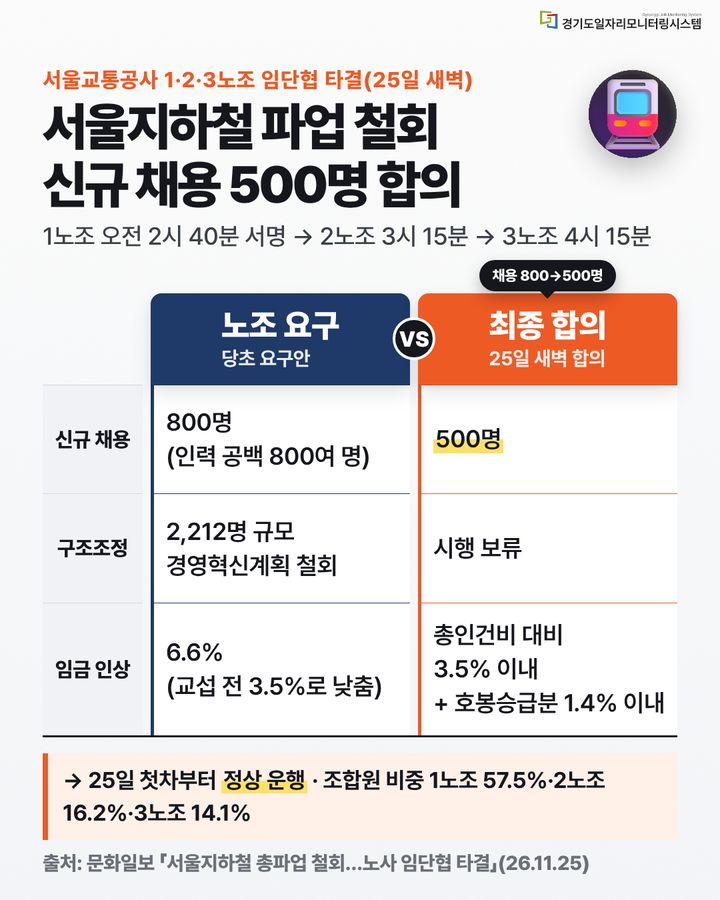 경기도일자리모니터링시스템
서울교통공사 1·2·3노조 임단협 타결(25일 새벽)
서울지하철 파업 철회
신규 채용 500명 합의
1노조 오전 2시 40분 서명 → 2노조 3시 15분 → 3노조 4시 15분
채용 800→500명
노조 요구
당초 요구안
VS
최종 합의
25일 새벽 합의
신규 채용
800명
(인력 공백 800여 명)
500명
구조조정
2,212명 규모
경영혁신계획 철회
시행 보류
임금 인상
6.6%
(교섭 전 3.5%로 낮춤)
총인건비 대비
3.5% 이내
+ 호봉승급분 1.4% 이내
→ 25일 첫차부터 정상 운행 · 조합원 비중 1노조 57.5%·2노조
16.2%·3노조 14.1%
출처: 문화일보 『서울지하철 총파업 철회…노사 임단협 타결』(26.11.25)